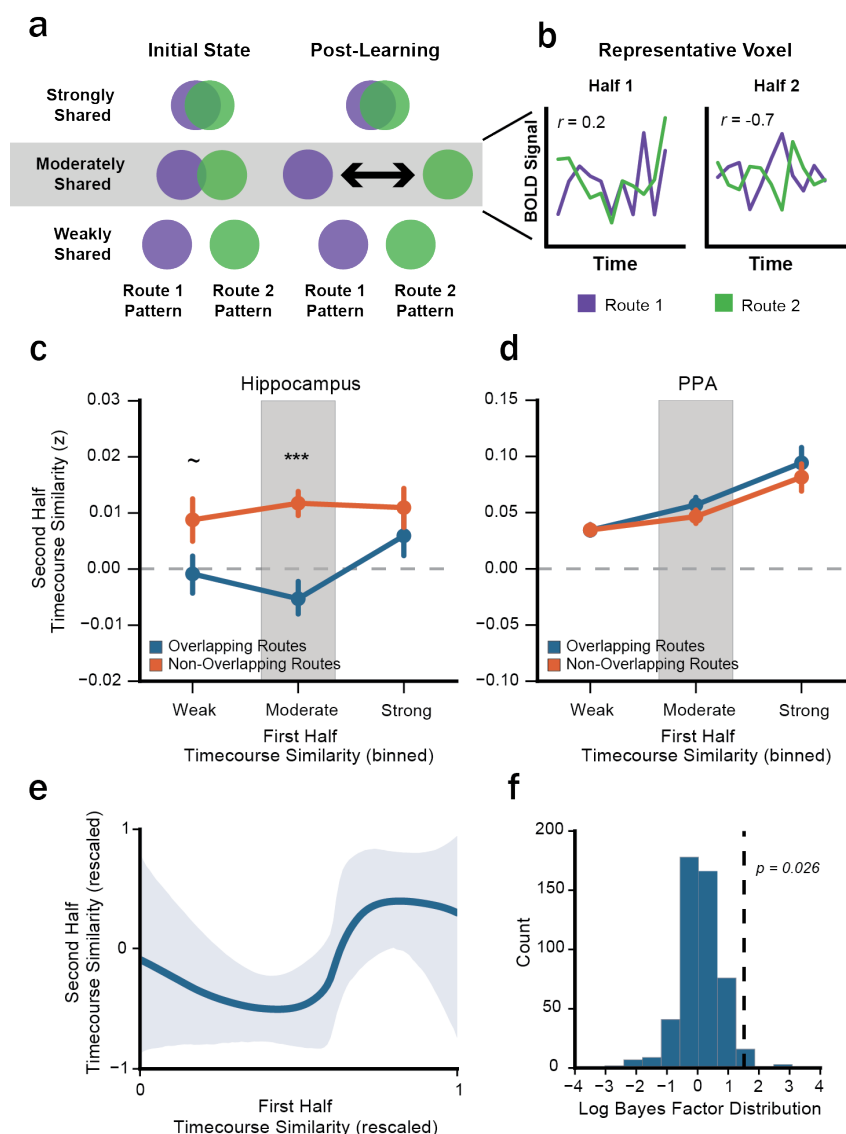 a
Initial State
Post-Learning
Strongly
Shared
Moderately
Shared
Weakly
Shared
Route 1
Pattern
Route 2
Pattern
Route 1
Pattern
Route 2
Pattern
b
Representative Voxel
Half 1
Half 2
r = 0.2
r = -0.7
BOLD Signal
Time
Time
Route 1
Route 2
c
Hippocampus
Second Half
Timecourse Similarity (z)
0.03
0.02
0.01
0.00
−0.01
−0.02
~
***
Overlapping Routes
Non-Overlapping Routes
Weak
Moderate
Strong
First Half
Timecourse Similarity (binned)
d
PPA
0.15
0.10
0.05
0.00
−0.05
−0.10
Overlapping Routes
Non-Overlapping Routes
Weak
Moderate
Strong
First Half
Timecourse Similarity (binned)
e
Second Half
Timecourse Similarity (rescaled)
1
0
−1
0
1
First Half
Timecourse Similarity (rescaled)
f
Count
200
150
100
50
0
p = 0.026
−4 −3 −2 −1 0 1 2 3 4
Log Bayes Factor Distribution